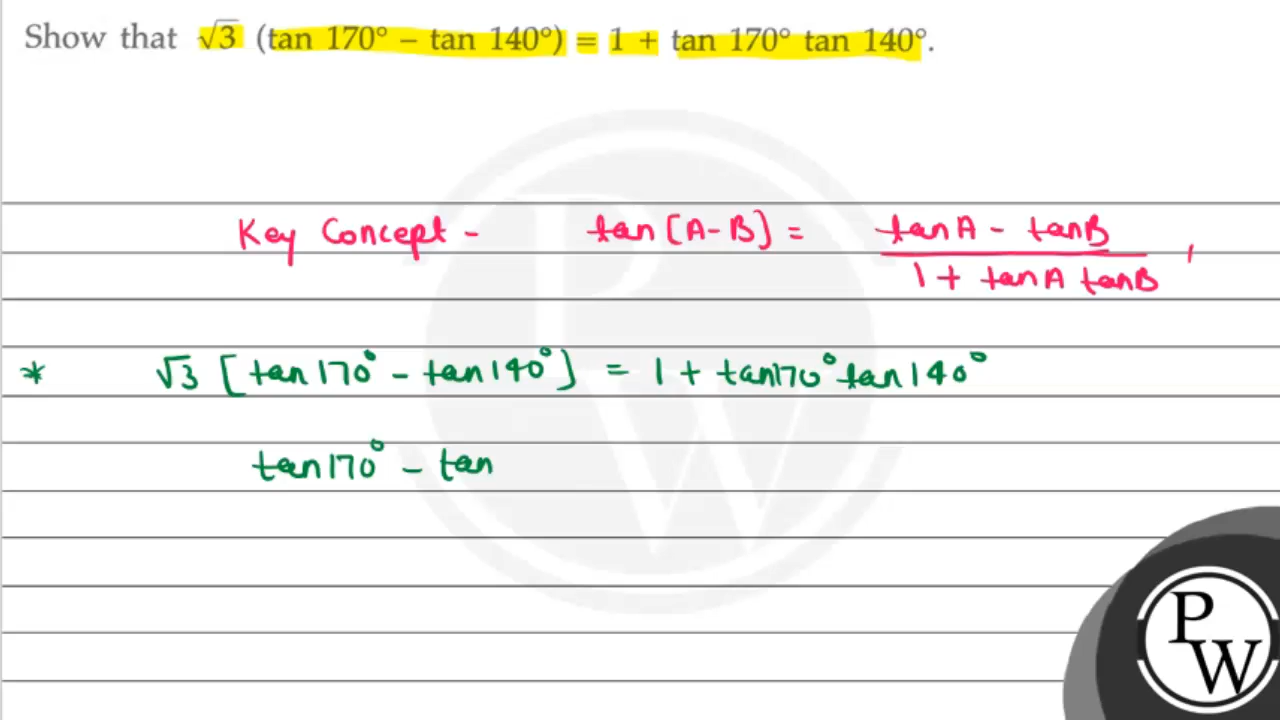 Show that √3 (tan 170° – tan 140°) = 1 + tan 170° tan 140°.
Key Concept - tan [A-B] = tanA - tanB / 1 + tanA tanB ,
* √3 [tan170° - tan140°] = 1 + tan170° tan140°
tan170° - tan
P
W
PW